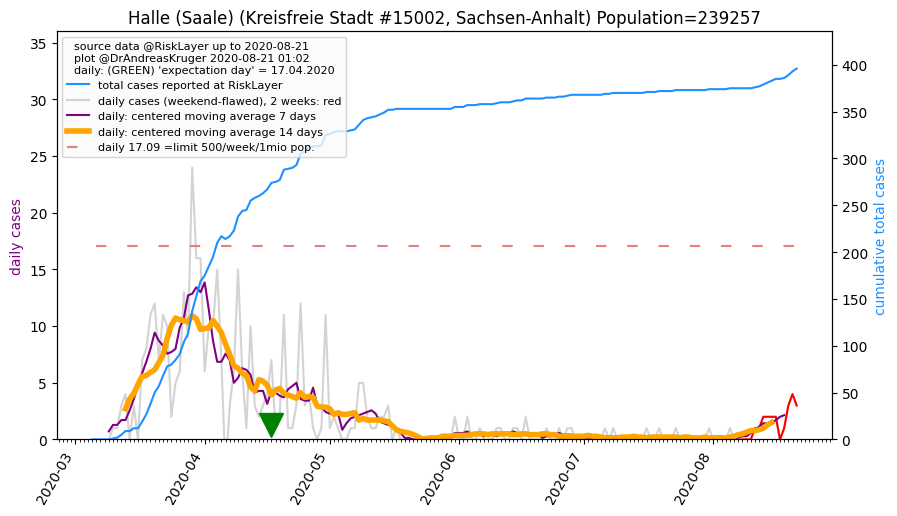 Halle (Saale) (Kreisfreie Stadt #15002, Sachsen-Anhalt) Population=239257
source data @RiskLayer up to 2020-08-21
plot @DrAndreasKruger 2020-08-21 01:02
daily: (GREEN) 'expectation day' = 17.04.2020
total cases reported at RiskLayer
daily cases (weekend-flawed), 2 weeks: red
daily: centered moving average 7 days
daily: centered moving average 14 days
daily 17.09 =limit 500/week/1mio pop.
daily cases
35
30
25
20
15
10
5
0
cumulative total cases
400
350
300
250
200
150
100
50
0
2020-03
2020-04
2020-05
2020-06
2020-07
2020-08